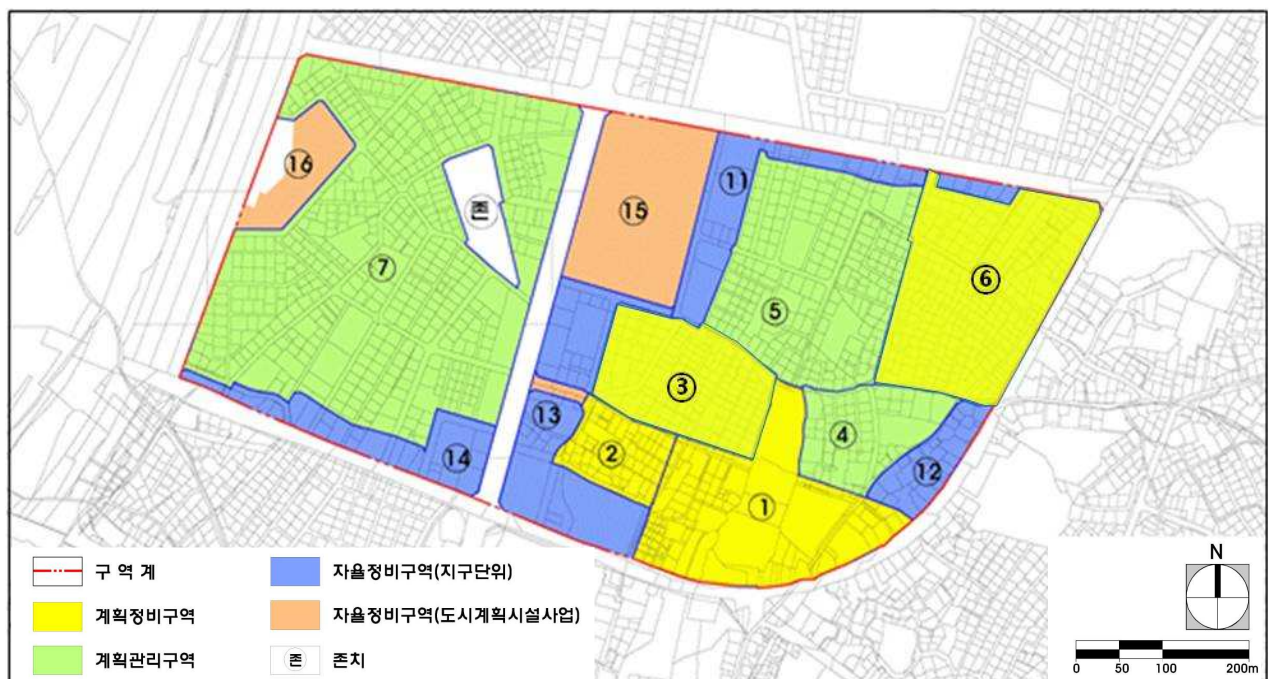 ⑯
존
⑮
⑪
⑦
⑥
⑤
③
④
⑬
②
⑭
⑫
①
구 역 계
자율정비구역(지구단위)
계획정비구역
자율정비구역(도시계획시설사업)
계획관리구역
존 존치
N
0 50 100 200m